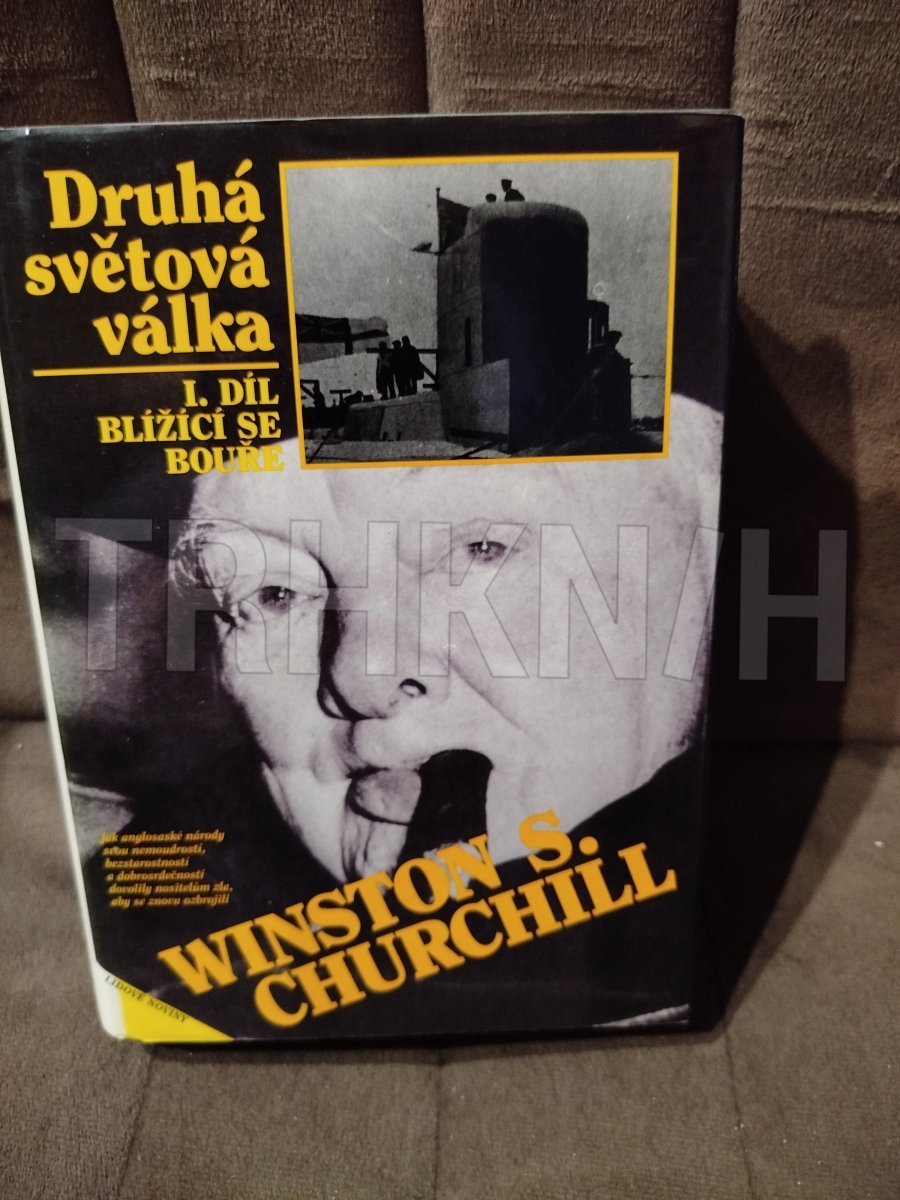 Druhá
světová
válka
I. DÍL
BLÍŽÍCÍ SE
BOUŘE
TRHKN/H
jak anglosaské národy
svou nemoudrostí,
bezstarostností
a dobrosrdečností
dovolily nositelům zla,
aby se znovu ozbrojili
WINSTON S.
CHURCHILL
LIDOVÉ NOVINY